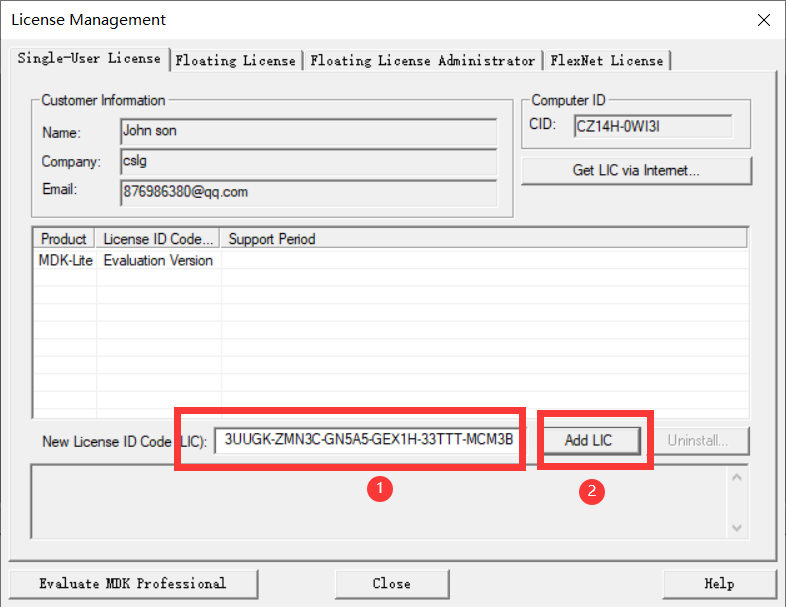 License Management
Single-User License Floating License Floating License Administrator FlexNet License
Customer Information
Name: John son
Company: cslg
Email: 876986380@qq.com
Computer ID
CID: CZ14H-0WI3I
Get LIC via Internet...
Product License ID Code... Support Period
MDK-Lite Evaluation Version
New License ID Code (LIC): 3UUGK-ZMN3C-GN5A5-GEX1H-33TTT-MCM3B Add LIC Uninstall...
1 2
Evaluate MDK Professional Close Help